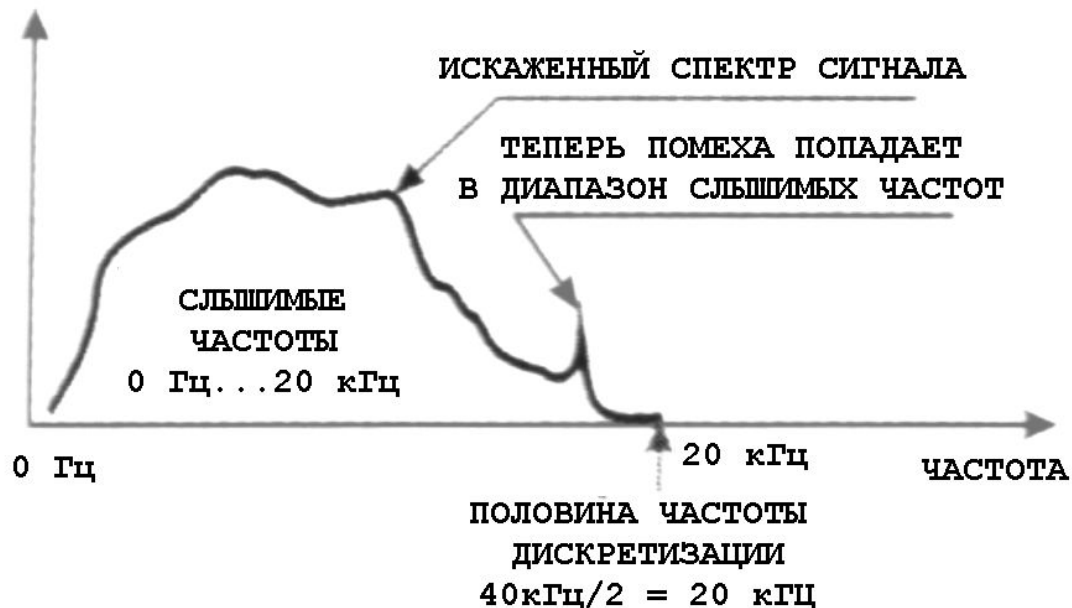 ИСКАЖЕННЫЙ СПЕКТР СИГНАЛА
ТЕПЕРЬ ПОМЕХА ПОПАДАЕТ
В ДИАПАЗОН СЛЫШИМЫХ ЧАСТОТ
СЛЫШИМЫЕ
ЧАСТОТЫ
0 Гц...20 кГц
0 Гц
20 кГц
ЧАСТОТА
ПОЛОВИНА ЧАСТОТЫ
ДИСКРЕТИЗАЦИИ
40кГц/2 = 20 кГЦ